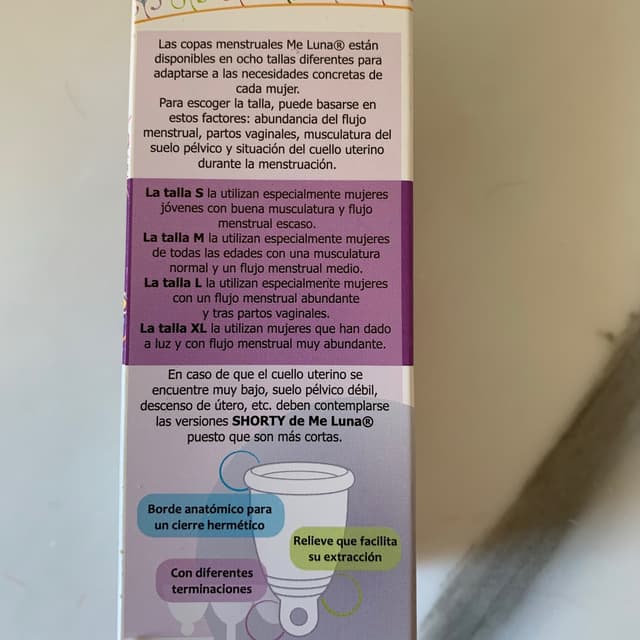 Las copas menstruales Me Luna® están
disponibles en ocho tallas diferentes para
adaptarse a las necesidades concretas de
cada mujer.
Para escoger la talla, puede basarse en
estos factores: abundancia del flujo
menstrual, partos vaginales, musculatura del
suelo pélvico y situación del cuello uterino
durante la menstruación.
La talla S la utilizan especialmente mujeres
jóvenes con buena musculatura y flujo
menstrual escaso.
La talla M la utilizan especialmente mujeres
de todas las edades con una musculatura
normal y un flujo menstrual medio.
La talla L la utilizan especialmente mujeres
con un flujo menstrual abundante
y tras partos vaginales.
La talla XL la utilizan mujeres que han dado
a luz y con flujo menstrual muy abundante.
En caso de que el cuello uterino se
encuentre muy bajo, suelo pélvico débil,
descenso de útero, etc. deben contemplarse
las versiones SHORTY de Me Luna®
puesto que son más cortas.
Borde anatómico para
un cierre hermético
Relieve que facilita
su extracción
Con diferentes
terminaciones